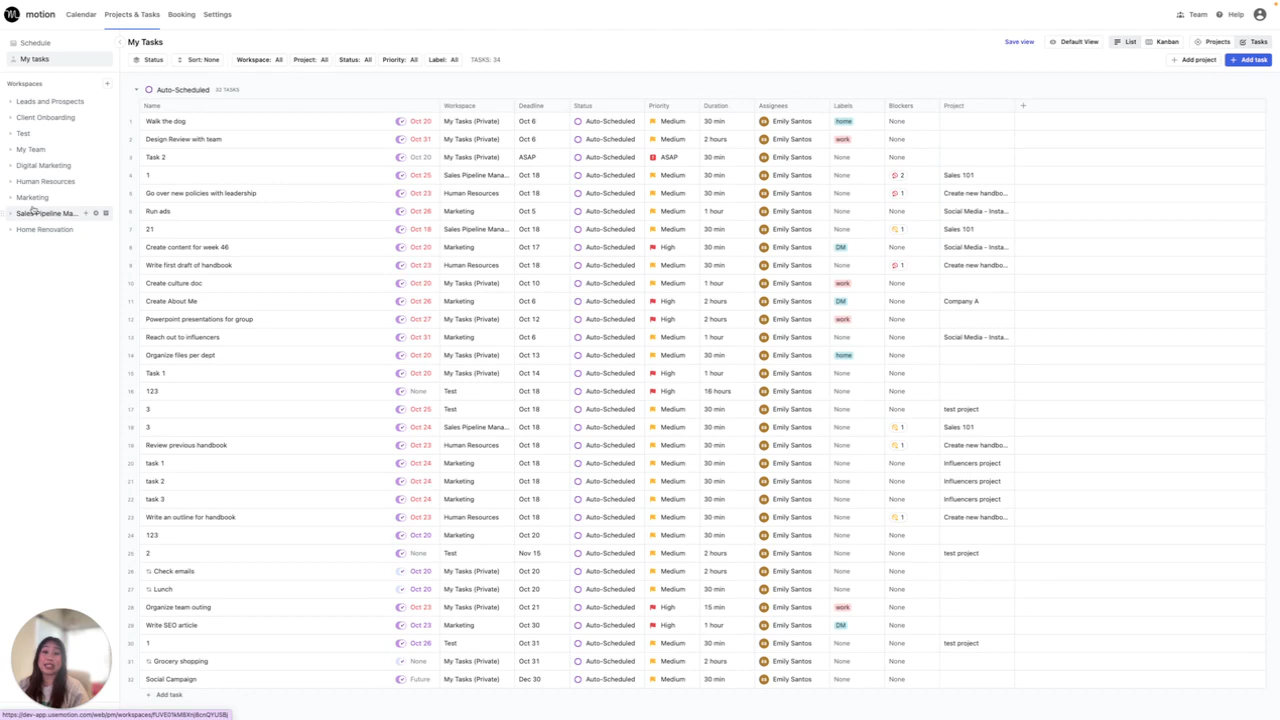 motion Calendar Projects & Tasks Booking Settings Team Help
Schedule
My tasks
Workspaces
Leads and Prospects
Client Onboarding
Test
My Team
Digital Marketing
Human Resources
Marketing
Sales Pipeline Ma...
Home Renovation
My Tasks Save view Default View List Kanban Projects Tasks
Status Sort: None Workspace: All Project: All Status: All Priority: All Label: All TASKS: 34 Add project Add task
Auto-Scheduled 32 TASKS
Name Workspace Deadline Status Priority Duration Assignees Labels Blockers Project
1 Walk the dog Oct 20 My Tasks (Private) Oct 6 Auto-Scheduled Medium 30 min Emily Santos home None
2 Design Review with team Oct 31 My Tasks (Private) Oct 6 Auto-Scheduled Medium 2 hours Emily Santos work None
3 Task 2 Oct 20 My Tasks (Private) ASAP Auto-Scheduled ASAP 30 min Emily Santos None None
4 1 Oct 25 Sales Pipeline Mana... Oct 18 Auto-Scheduled Medium 30 min Emily Santos None 2 Sales 101
5 Go over new policies with leadership Oct 23 Human Resources Oct 18 Auto-Scheduled Medium 30 min Emily Santos None 1 Create new handbo...
6 Run ads Oct 26 Marketing Oct 5 Auto-Scheduled Medium 1 hour Emily Santos None None Social Media - Insta...
7 21 Oct 18 Sales Pipeline Mana... Oct 18 Auto-Scheduled Medium 30 min Emily Santos None 1 Sales 101
8 Create content for week 46 Oct 20 Marketing Oct 17 Auto-Scheduled High 30 min Emily Santos DM None Social Media - Insta...
9 Write first draft of handbook Oct 23 Human Resources Oct 18 Auto-Scheduled Medium 30 min Emily Santos None 1 Create new handbo...
10 Create culture doc Oct 20 My Tasks (Private) Oct 10 Auto-Scheduled Medium 1 hour Emily Santos work None
11 Create About Me Oct 26 Marketing Oct 6 Auto-Scheduled High 2 hours Emily Santos DM None Company A
12 Powerpoint presentations for group Oct 27 My Tasks (Private) Oct 12 Auto-Scheduled High 2 hours Emily Santos work None
13 Reach out to influencers Oct 31 Marketing Oct 6 Auto-Scheduled Medium 1 hour Emily Santos None None Social Media - Insta...
14 Organize files per dept Oct 20 My Tasks (Private) Oct 13 Auto-Scheduled Medium 30 min Emily Santos home None
15 Task 1 Oct 20 My Tasks (Private) Oct 14 Auto-Scheduled High 1 hour Emily Santos None None
16 123 None Test Oct 18 Auto-Scheduled High 16 hours Emily Santos None None
17 3 Oct 25 Test Oct 18 Auto-Scheduled Medium 30 min Emily Santos None None test project
18 3 Oct 24 Sales Pipeline Mana... Oct 18 Auto-Scheduled Medium 30 min Emily Santos None 1 Sales 101
19 Review previous handbook Oct 23 Human Resources Oct 18 Auto-Scheduled Medium 30 min Emily Santos None 1 Create new handbo...
20 task 1 Oct 24 Marketing Oct 18 Auto-Scheduled Medium 30 min Emily Santos None None Influencers project
21 task 2 Oct 24 Marketing Oct 18 Auto-Scheduled Medium 30 min Emily Santos None None Influencers project
22 task 3 Oct 24 Marketing Oct 18 Auto-Scheduled Medium 30 min Emily Santos None None Influencers project
23 Write an outline for handbook Oct 23 Human Resources Oct 18 Auto-Scheduled Medium 30 min Emily Santos None 1 Create new handbo...
24 123 Oct 20 Marketing Oct 20 Auto-Scheduled Medium 30 min Emily Santos None None
25 2 None Test Nov 15 Auto-Scheduled Medium 2 hours Emily Santos None None test project
26 Check emails Oct 20 My Tasks (Private) Oct 20 Auto-Scheduled Medium 2 hours Emily Santos None None
27 Lunch Oct 20 My Tasks (Private) Oct 20 Auto-Scheduled Medium 30 min Emily Santos None None
28 Organize team outing Oct 23 My Tasks (Private) Oct 21 Auto-Scheduled High 15 min Emily Santos work None
29 Write SEO article Oct 23 Marketing Oct 30 Auto-Scheduled High 1 hour Emily Santos DM None
30 1 Oct 26 Test Oct 31 Auto-Scheduled Medium 30 min Emily Santos None None test project
31 Grocery shopping None My Tasks (Private) Oct 31 Auto-Scheduled Medium 2 hours Emily Santos None None
32 Social Campaign Future My Tasks (Private) Dec 30 Auto-Scheduled Medium 30 min Emily Santos None None
Add task